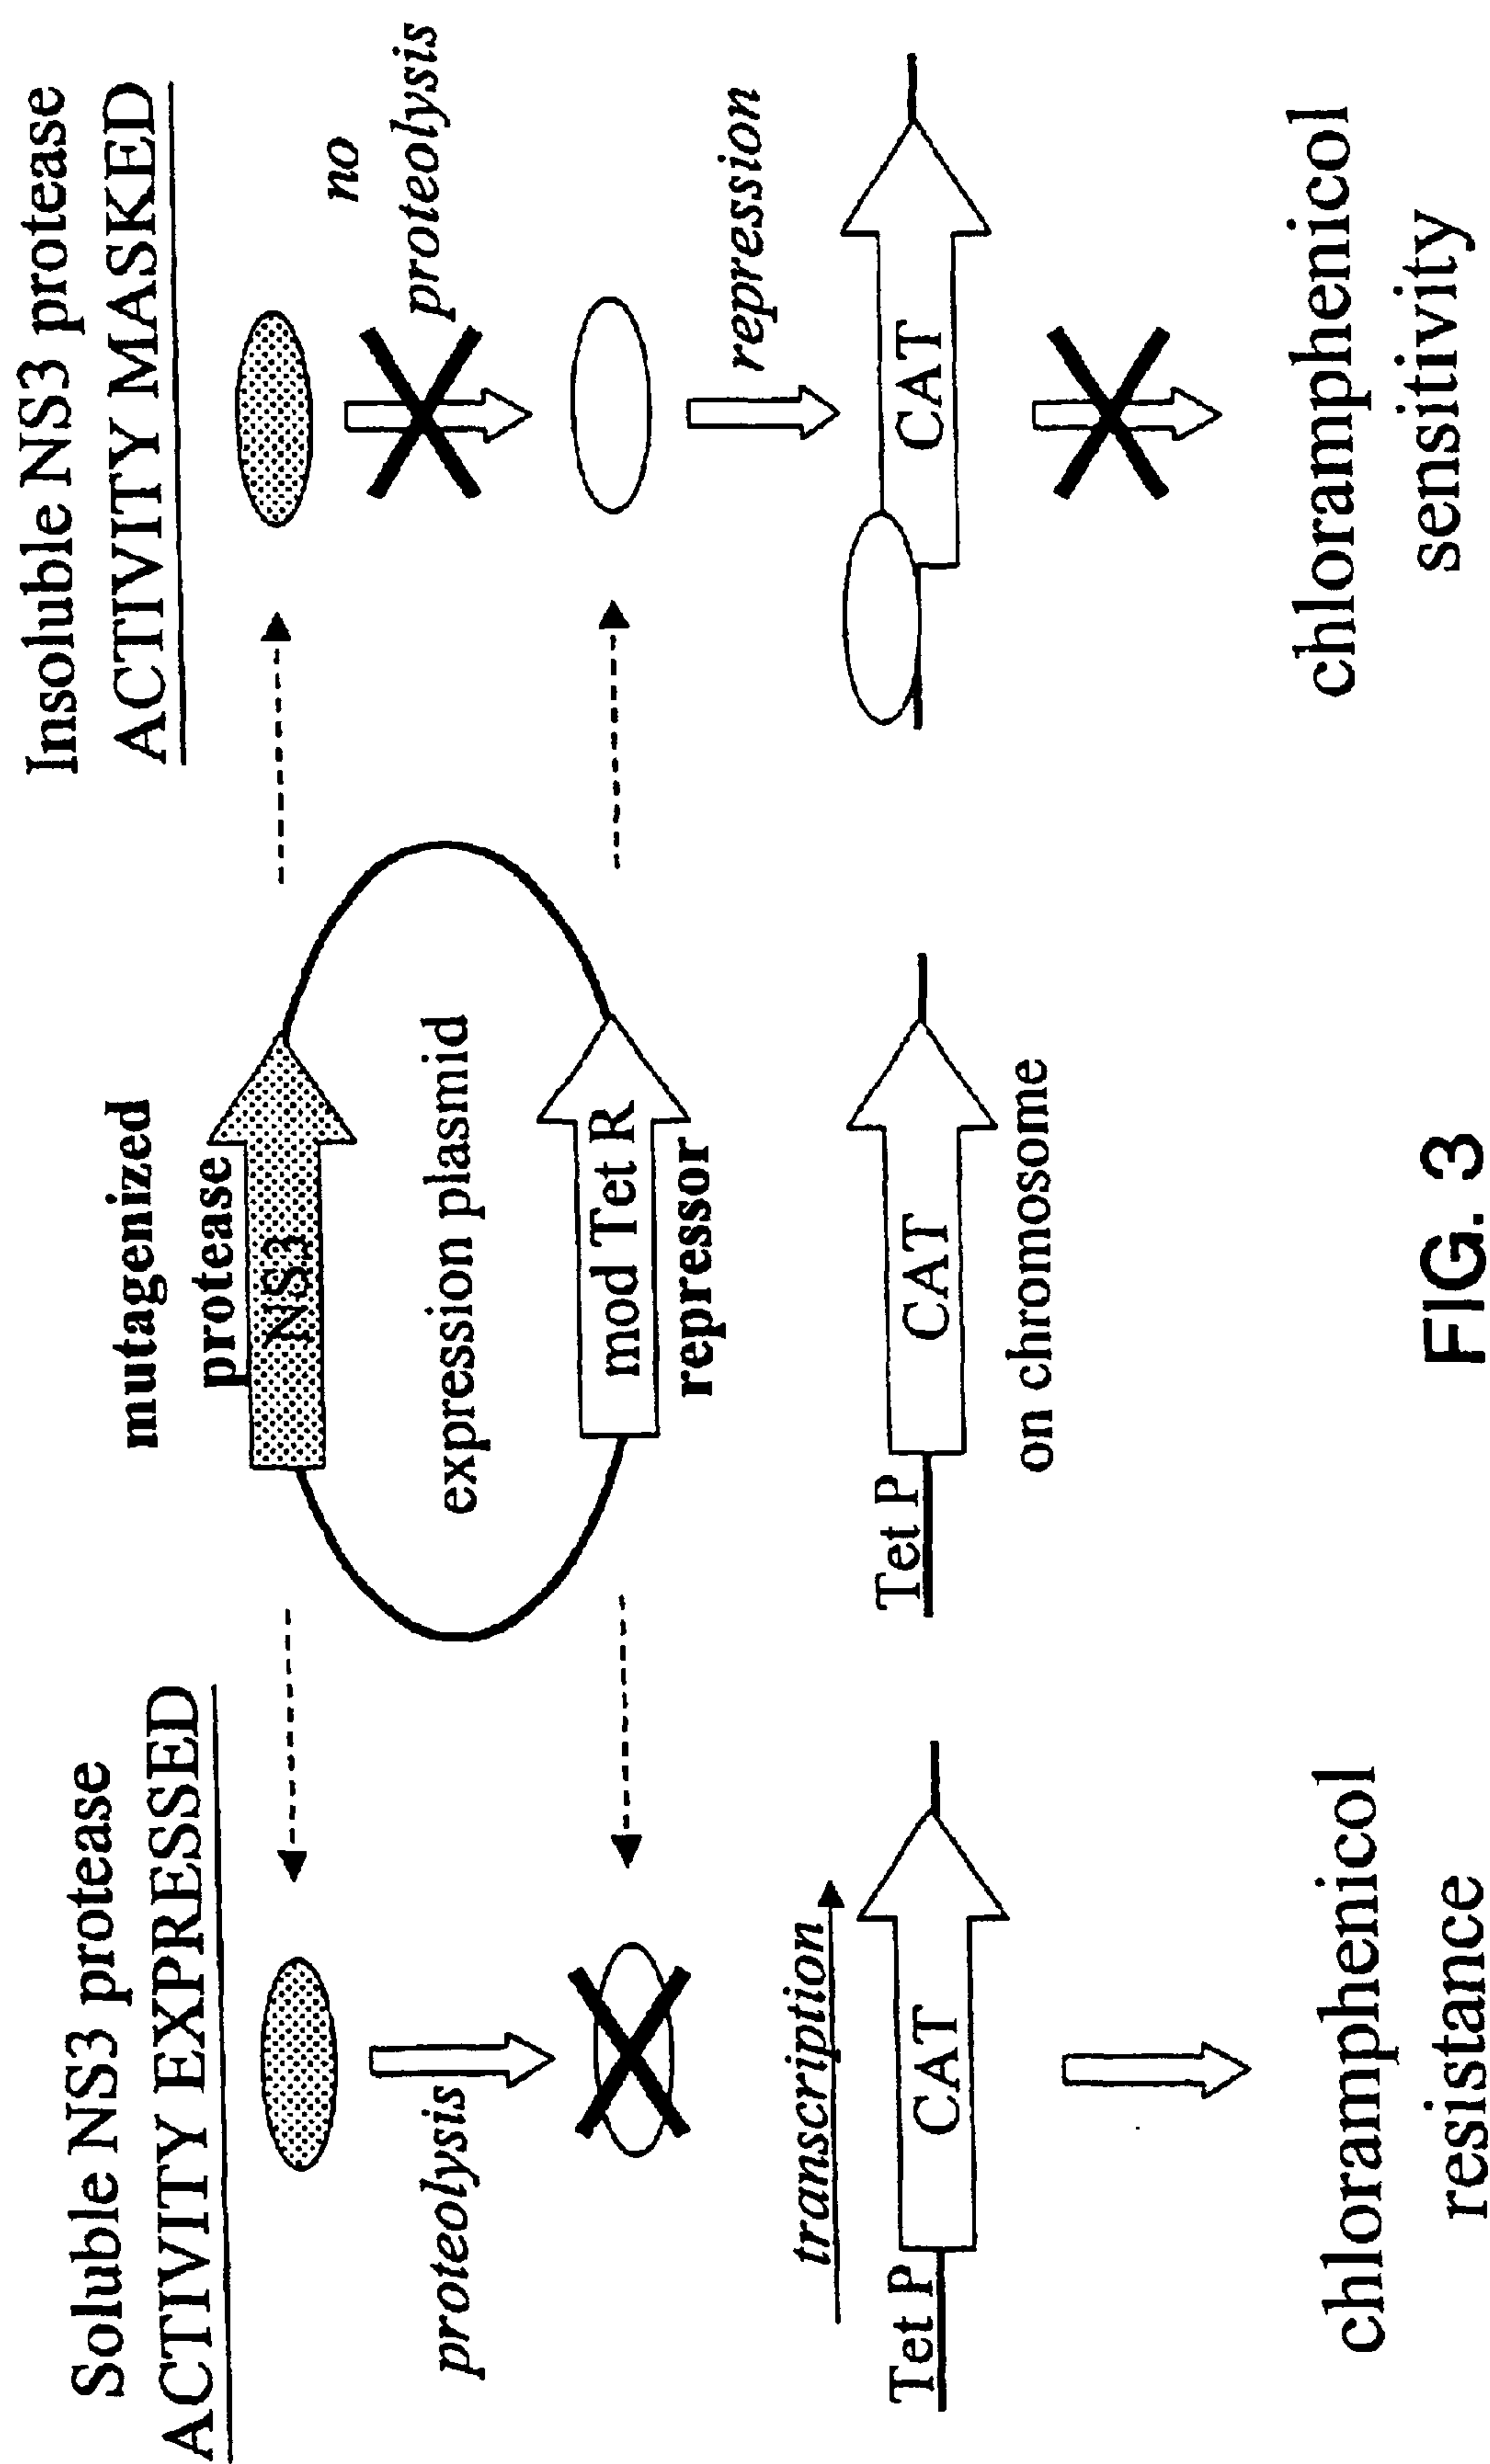 Soluble NS3 protease
ACTIVITY EXPRESSED
proteolysis
transcription
Tet P
CAT
chloramphenicol
resistance
mutagenized
protease
NS3
expression plasmid
mod Tet R
repressor
Tet P
CAT
on chromosome
Insoluble NS3 protease
ACTIVITY MASKED
no
proteolysis
repression
CAT
chloramphenicol
sensitivity
FIG. 3